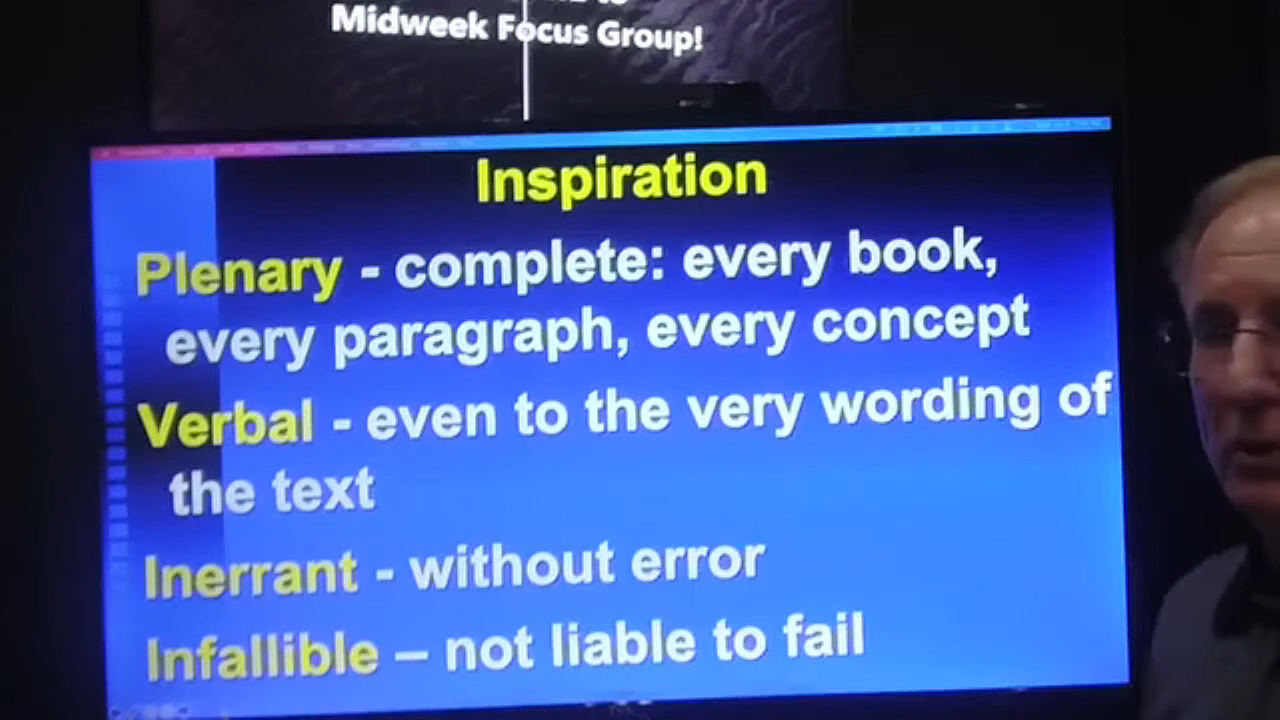 Midweek Focus Group!
Inspiration
Plenary - complete: every book,
every paragraph, every concept
Verbal - even to the very wording of
the text
Inerrant - without error
Infallible – not liable to fail